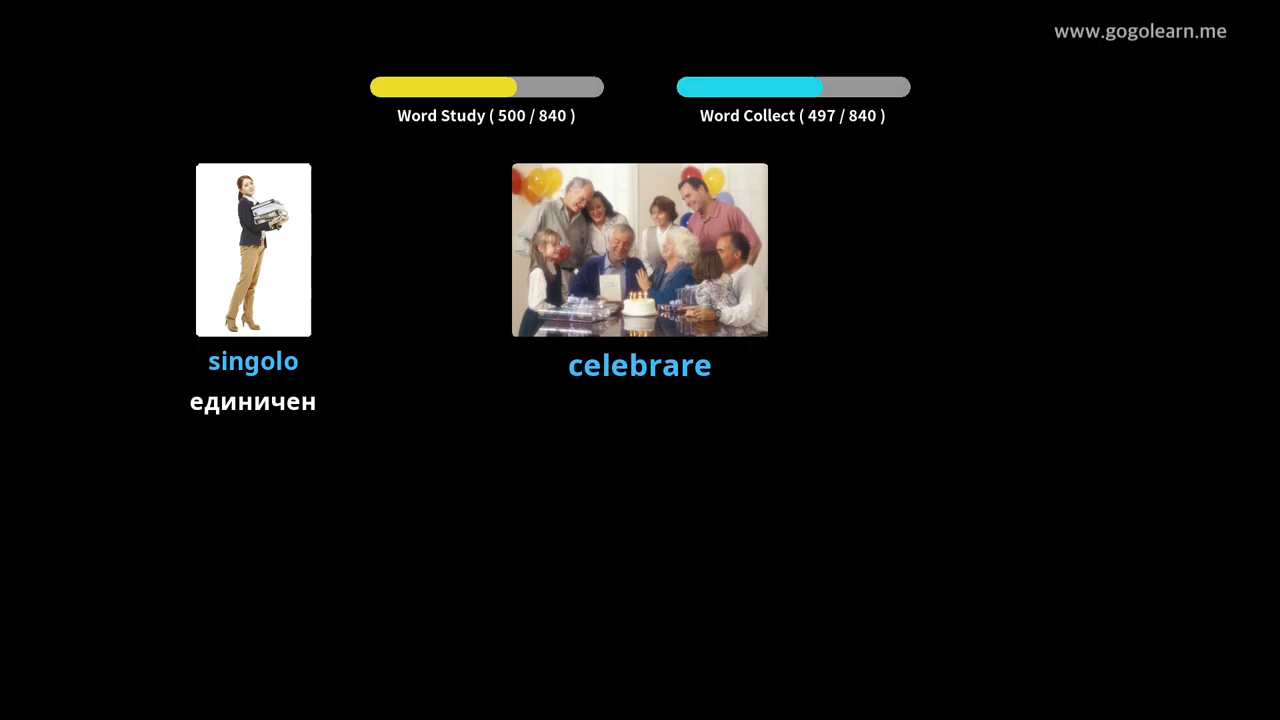 www.gogolearn.me
Word Study ( 500 / 840 )
Word Collect ( 497 / 840 )
singolo
единичен
celebrare